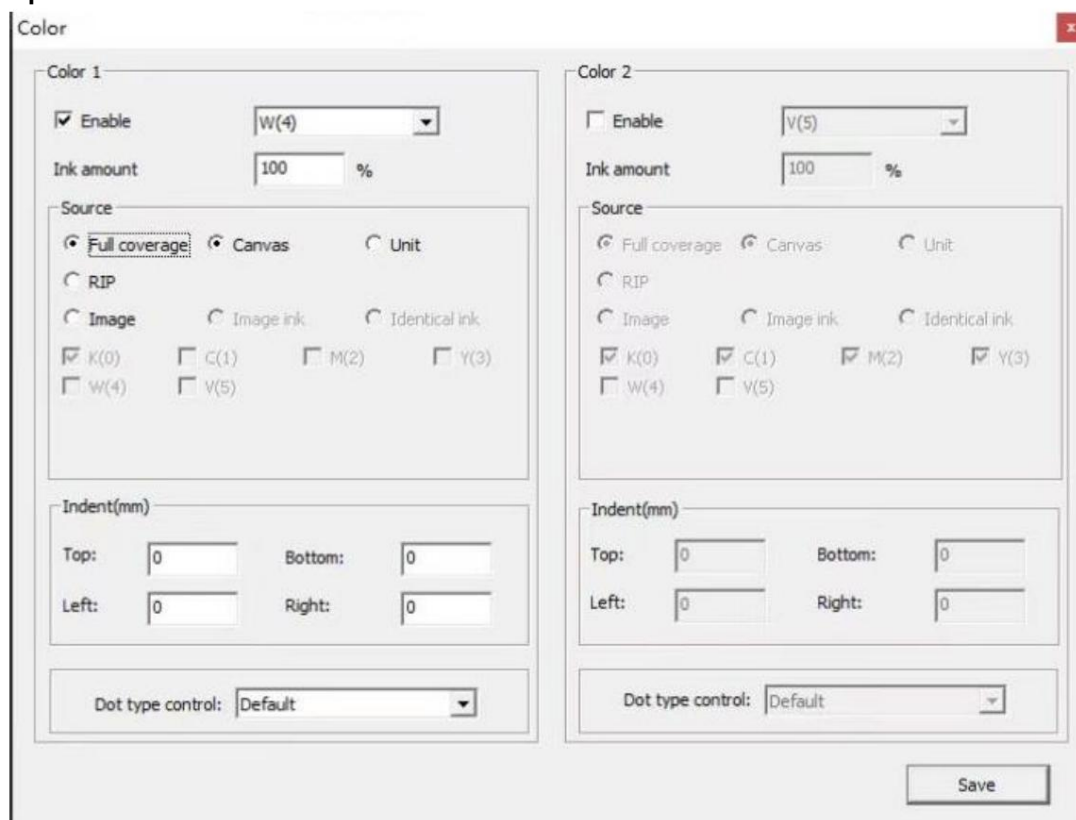 Color
x
Color 1
Enable W(4)
Ink amount 100 %
Source
Full coverage Canvas Unit
RIP
Image Image ink Identical ink
K(0) C(1) M(2) Y(3)
W(4) V(5)
Indent(mm)
Top: 0 Bottom: 0
Left: 0 Right: 0
Dot type control: Default
Color 2
Enable V(5)
Ink amount 100 %
Source
Full coverage Canvas Unit
RIP
Image Image ink Identical ink
K(0) C(1) M(2) Y(3)
W(4) V(5)
Indent(mm)
Top: 0 Bottom: 0
Left: 0 Right: 0
Dot type control: Default
Save